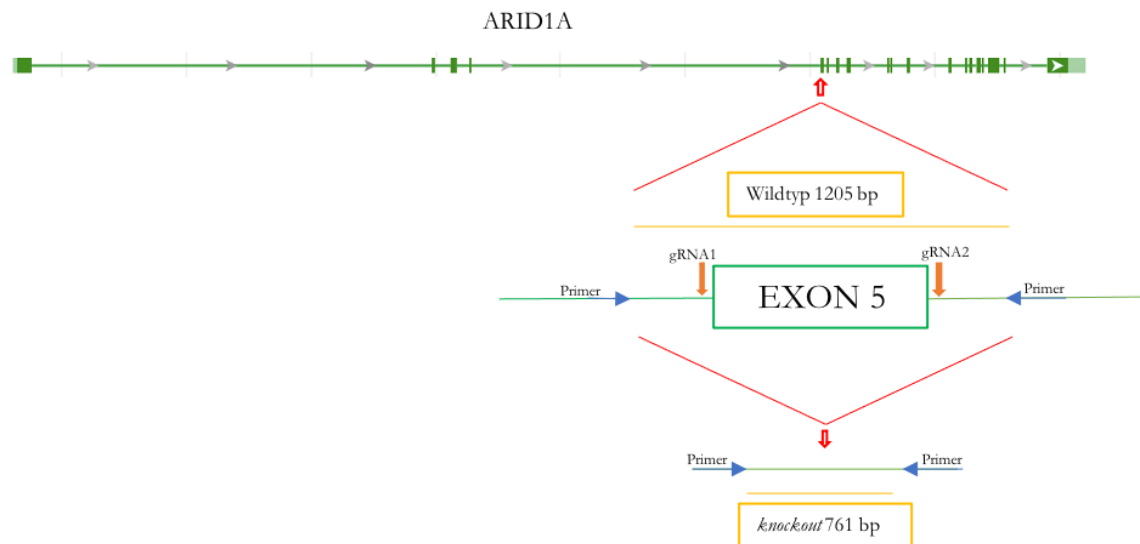 ARID1A
Wildtyp 1205 bp
gRNA1
gRNA2
Primer
EXON 5
Primer
Primer
Primer
knockout 761 bp